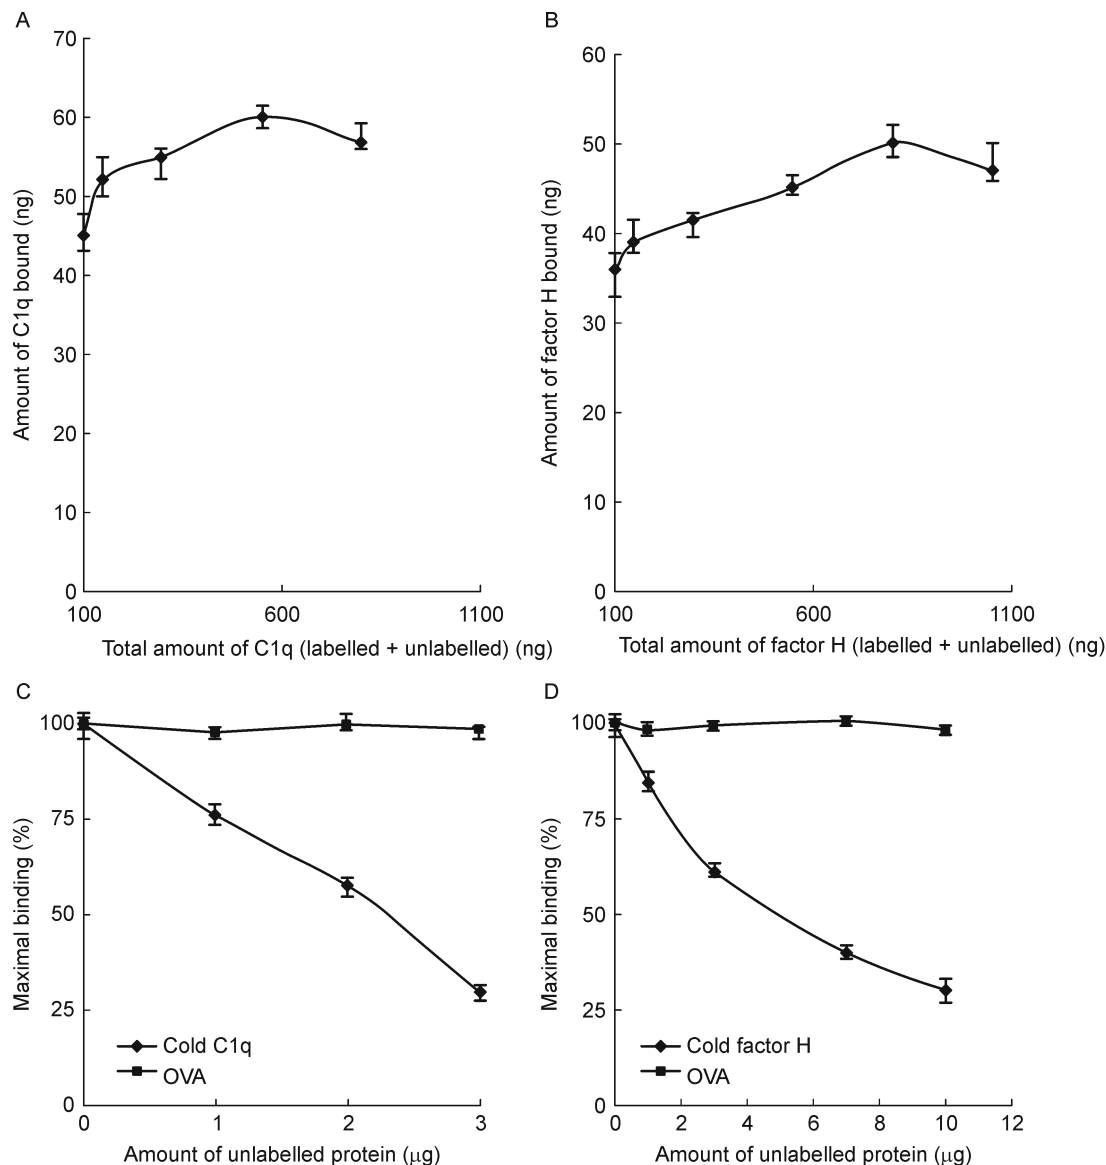 A
70
60
50
40
30
20
10
0
100 600 1100
Amount of C1q bound (ng)
Total amount of C1q (labelled + unlabelled) (ng)
B
60
50
40
30
20
10
0
100 600 1100
Amount of factor H bound (ng)
Total amount of factor H (labelled + unlabelled) (ng)
C
100
75
50
25
0
0 1 2 3
Maximal binding (%)
Cold C1q
OVA
Amount of unlabelled protein (μg)
D
100
75
50
25
0
0 2 4 6 8 10 12
Maximal binding (%)
Cold factor H
OVA
Amount of unlabelled protein (μg)